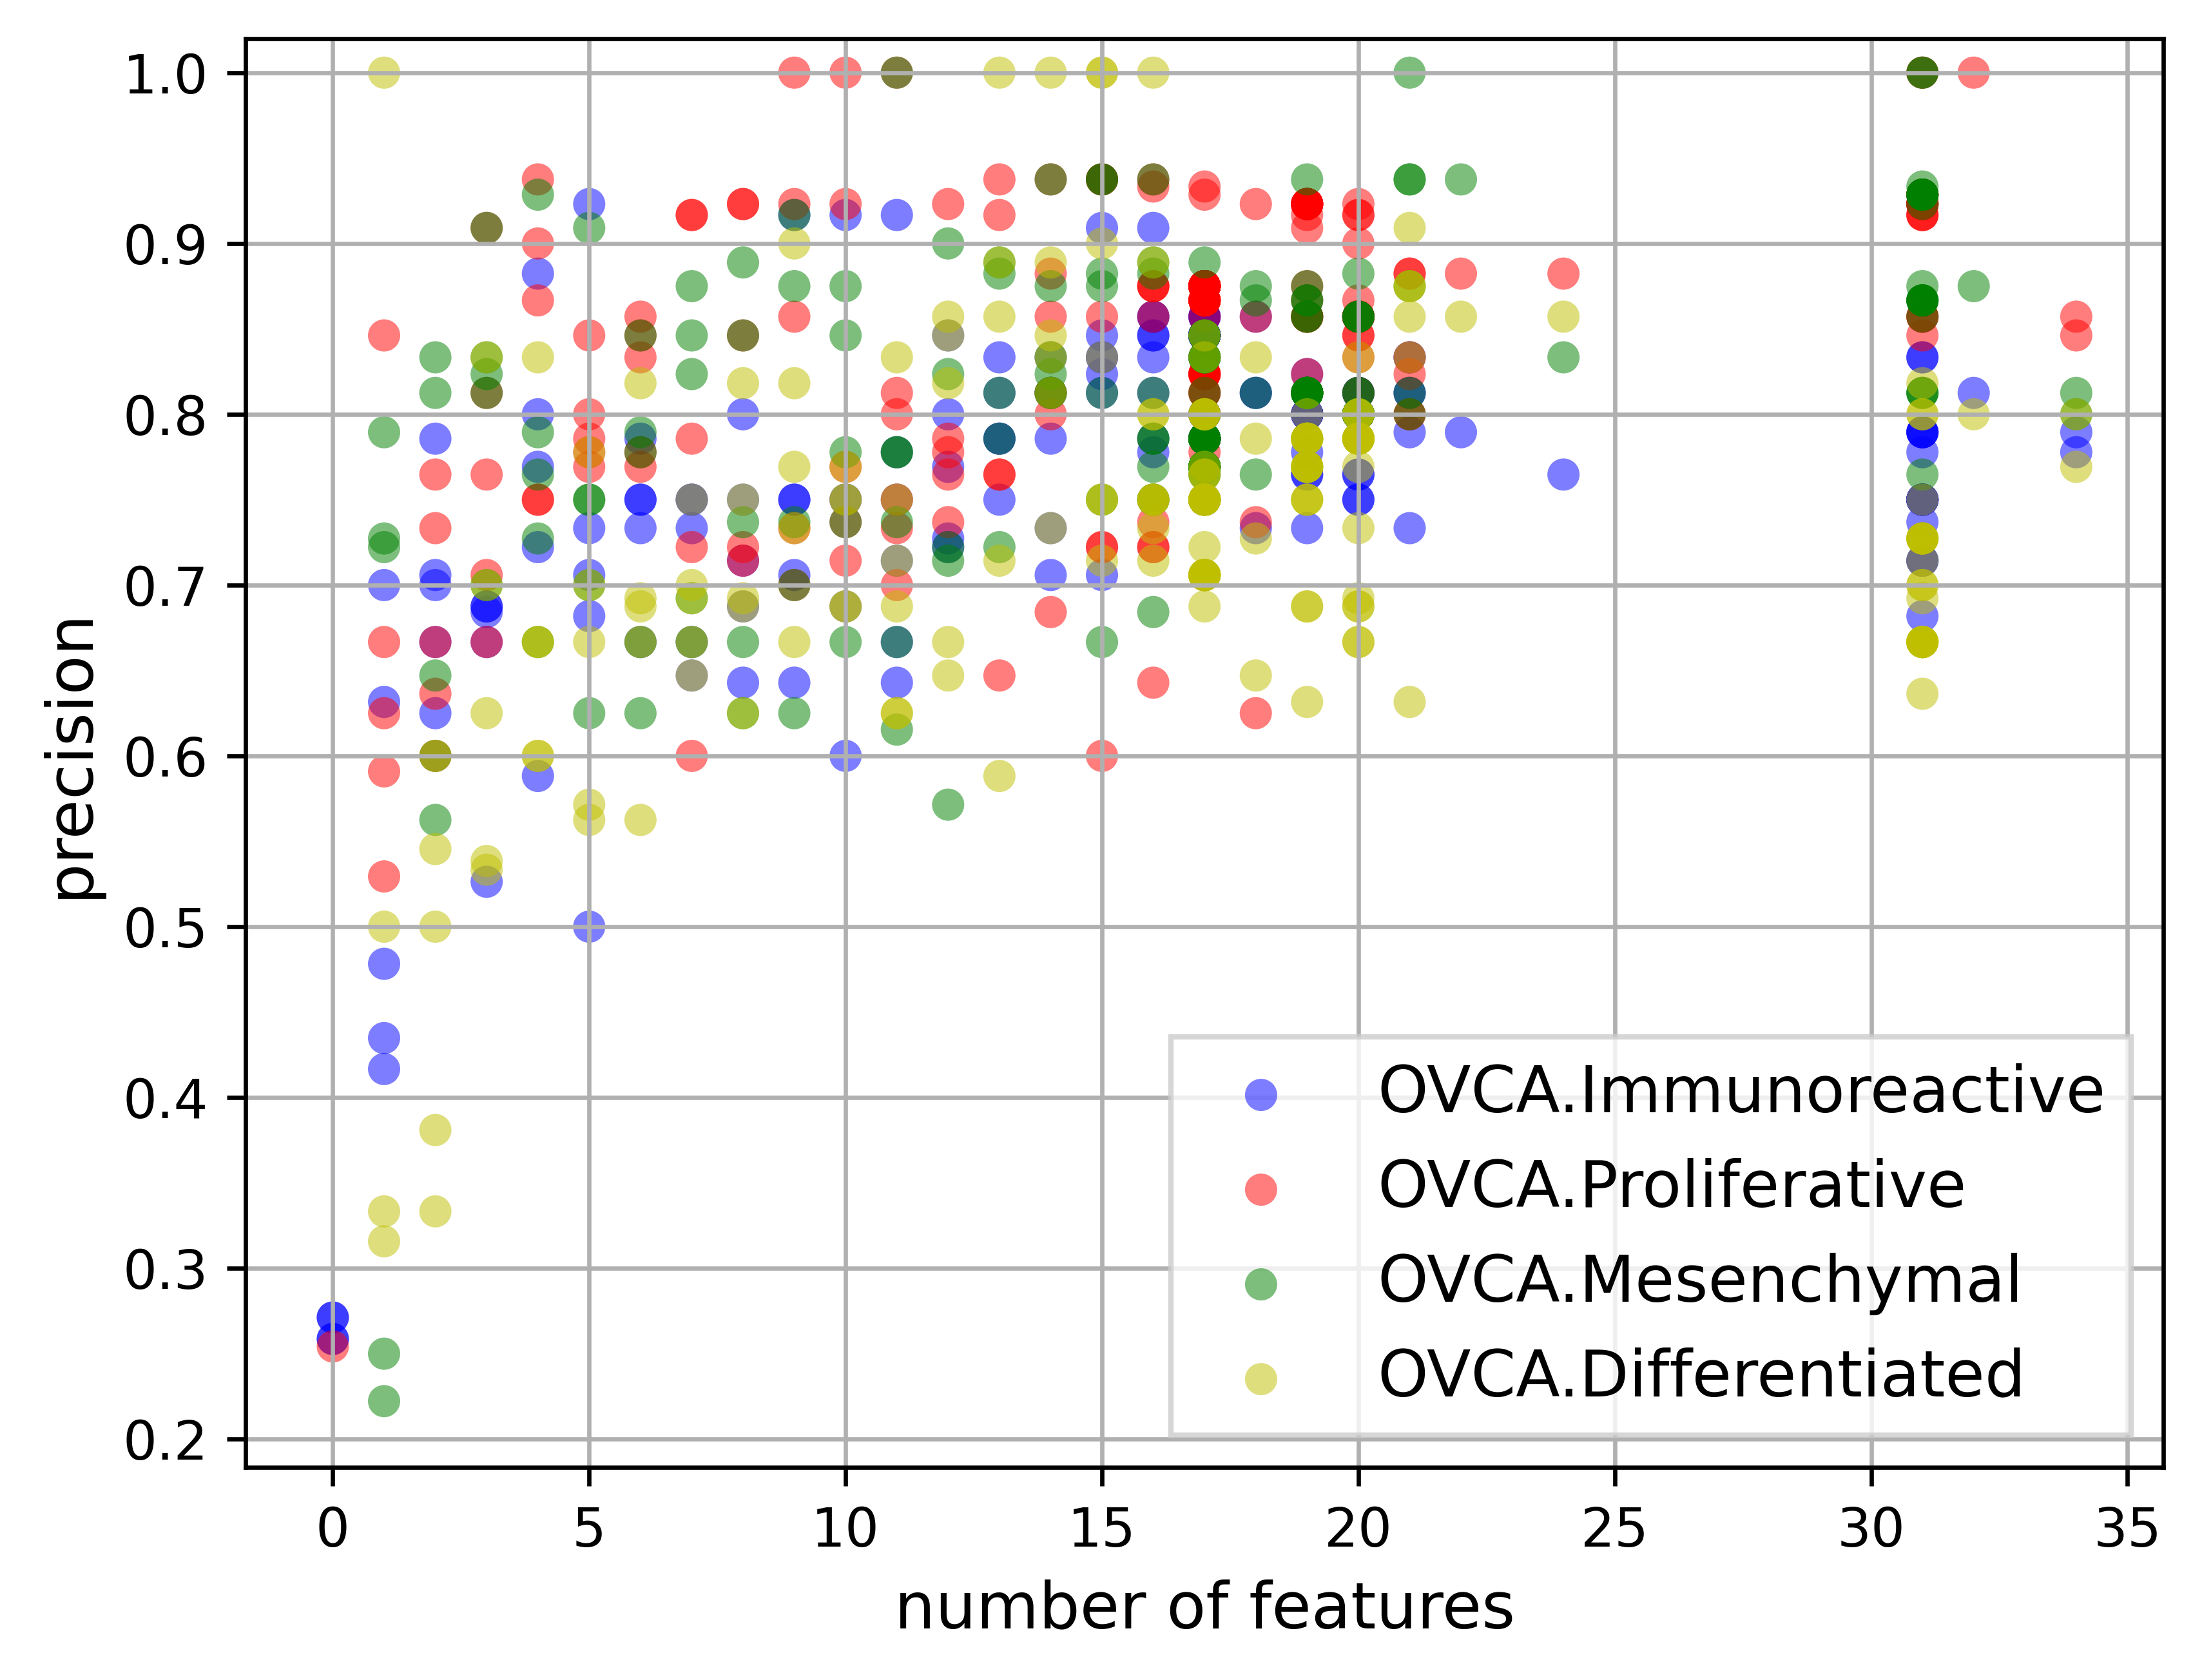 1.0
0.9
0.8
0.7
0.6
0.5
0.4
0.3
0.2
precision
OVCA.Immunoreactive
OVCA.Proliferative
OVCA.Mesenchymal
OVCA.Differentiated
0 5 10 15 20 25 30 35
number of features